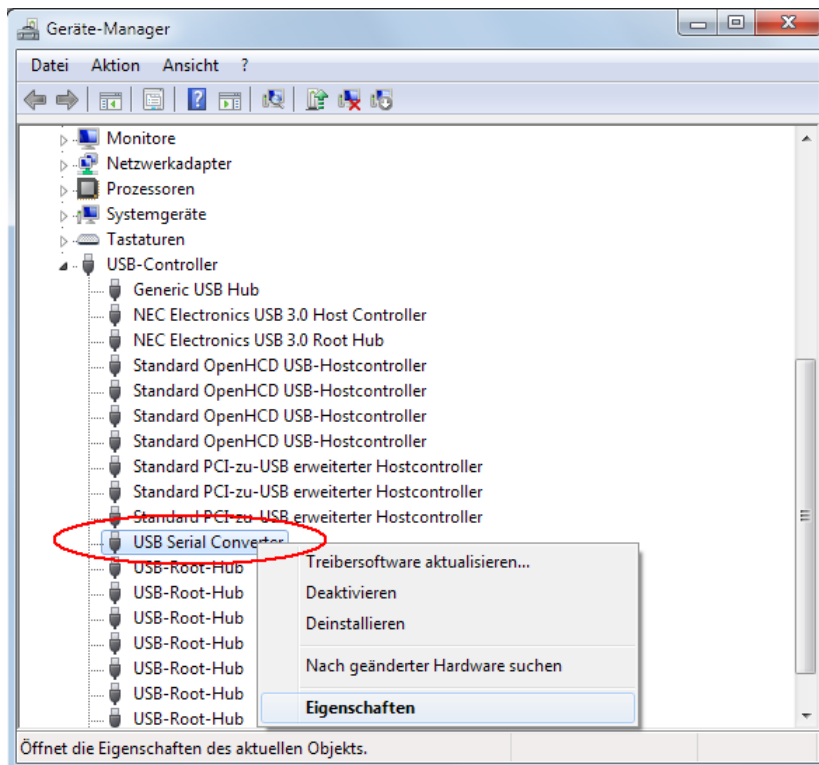 Geräte-Manager
Datei Aktion Ansicht ?
Monitore
Netzwerkadapter
Prozessoren
Systemgeräte
Tastaturen
USB-Controller
Generic USB Hub
NEC Electronics USB 3.0 Host Controller
NEC Electronics USB 3.0 Root Hub
Standard OpenHCD USB-Hostcontroller
Standard OpenHCD USB-Hostcontroller
Standard OpenHCD USB-Hostcontroller
Standard OpenHCD USB-Hostcontroller
Standard PCI-zu-USB erweiterter Hostcontroller
Standard PCI-zu-USB erweiterter Hostcontroller
Standard PCI-zu-USB erweiterter Hostcontroller
USB Serial Converter
USB-Root-Hub
USB-Root-Hub
USB-Root-Hub
USB-Root-Hub
USB-Root-Hub
USB-Root-Hub
USB-Root-Hub
Treibersoftware aktualisieren...
Deaktivieren
Deinstallieren
Nach geänderter Hardware suchen
Eigenschaften
Öffnet die Eigenschaften des aktuellen Objekts.